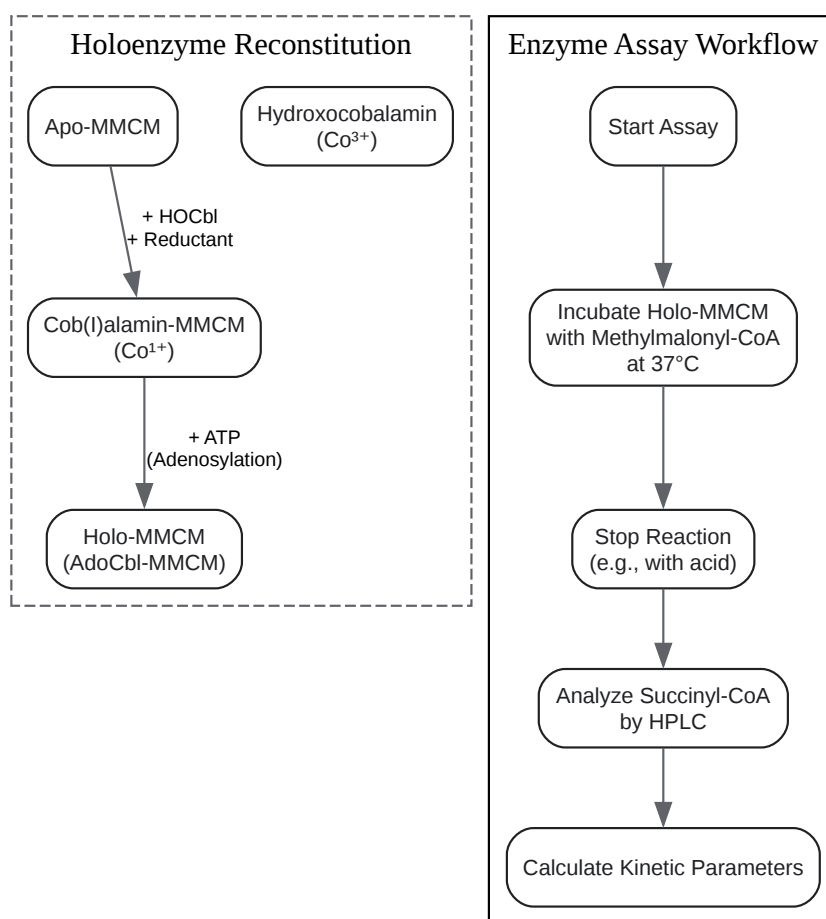 Holoenzyme Reconstitution
Apo-MMCM
Hydroxocobalamin
(Co³⁺)
+ HOCbl
+ Reductant
Cob(I)alamin-MMCM
(Co¹⁺)
+ ATP
(Adenosylation)
Holo-MMCM
(AdoCbl-MMCM)
Enzyme Assay Workflow
Start Assay
Incubate Holo-MMCM
with Methylmalonyl-CoA
at 37°C
Stop Reaction
(e.g., with acid)
Analyze Succinyl-CoA
by HPLC
Calculate Kinetic Parameters